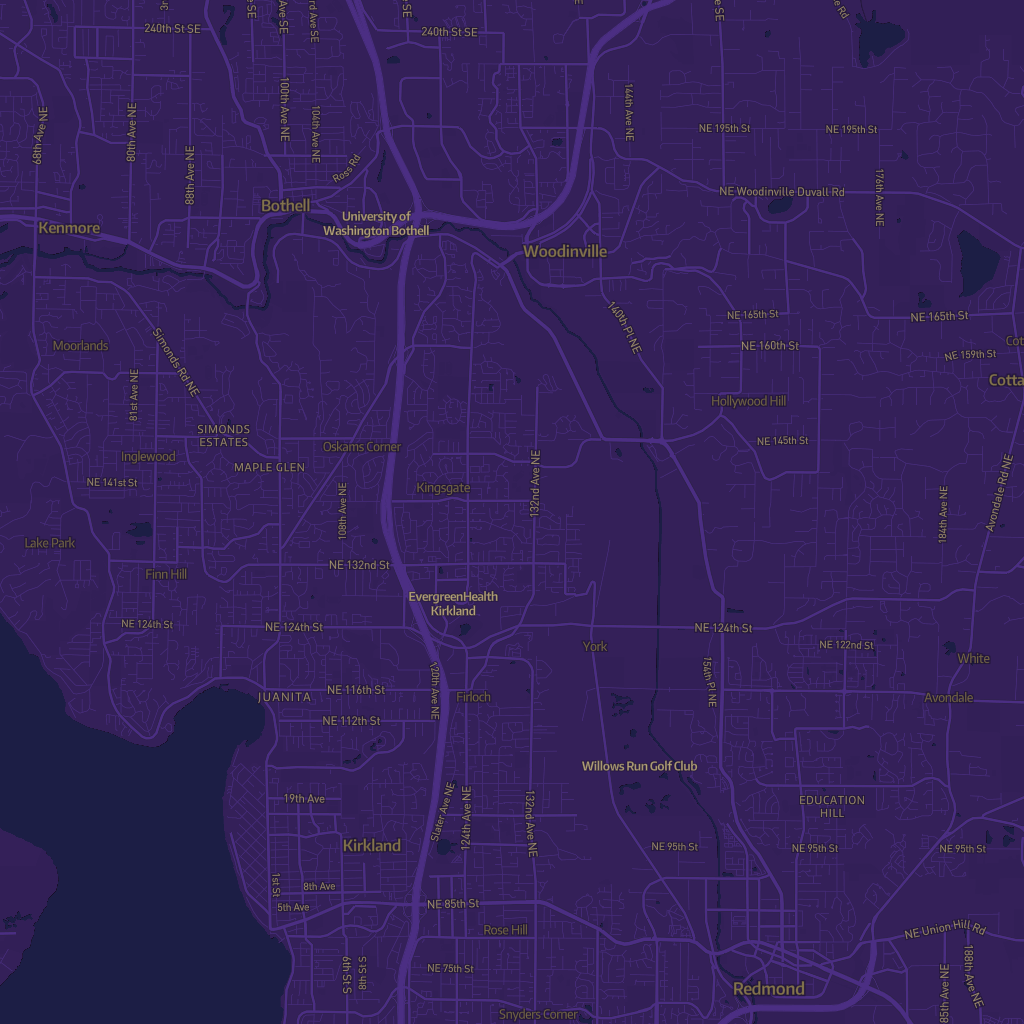 240th St SE
240th St SE
100th Ave NE
104th Ave NE
144th Ave NE
68th Ave NE
80th Ave NE
88th Ave NE
Ross Rd
NE 195th St
NE 195th St
176th Ave NE
NE Woodinville Duvall Rd
Bothell
University of
Washington Bothell
Kenmore
Woodinville
140th Pl NE
NE 165th St
NE 165th St
NE 160th St
NE 159th St
Cot
Cotta
Moorlands
Simonds Rd NE
81st Ave NE
Hollywood Hill
SIMONDS
ESTATES
NE 145th St
Oskams Corner
Inglewood
MAPLE GLEN
NE 141st St
Kingsgate
132nd Ave NE
108th Ave NE
184th Ave NE
Avondale Rd NE
Lake Park
Finn Hill
NE 132nd St
EvergreenHealth
Kirkland
NE 124th St
NE 124th St
NE 124th St
York
NE 122nd St
White
154th Pl NE
120th Ave NE
NE 116th St
JUANITA
Firloch
Avondale
NE 112th St
Willows Run Golf Club
19th Ave
Slater Ave NE
124th Ave NE
132nd Ave NE
EDUCATION
HILL
Kirkland
NE 95th St
NE 95th St
NE 95th St
1st St
8th Ave
5th Ave
NE 85th St
Rose Hill
NE Union Hill Rd
6th St S
8th St S
NE 75th St
188th Ave NE
85th Ave NE
Redmond
Snyders Corner